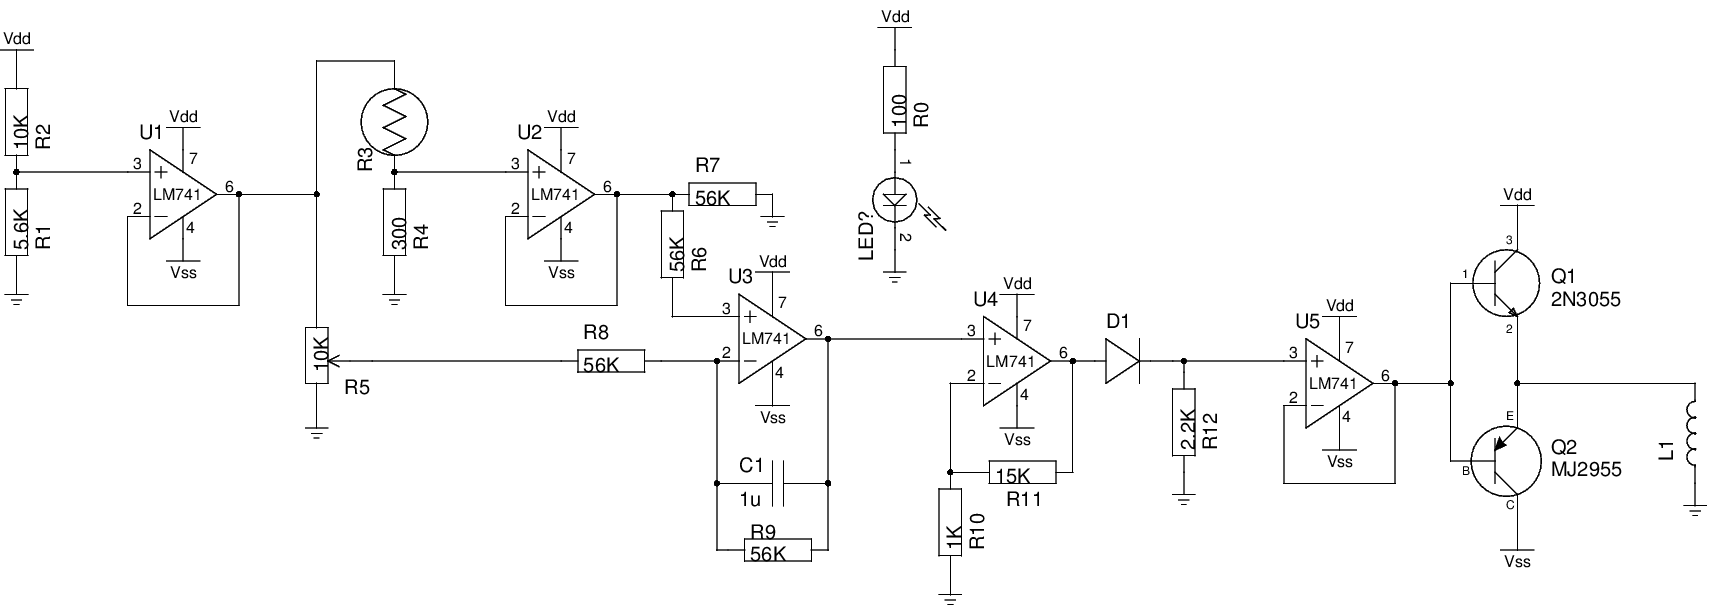 Vdd
10K
R2
5.6K
R1
U1
Vdd
7
3
+
LM741
6
2
−
4
Vss
R3
300
R4
U2
Vdd
7
3
+
LM741
6
2
−
4
Vss
R7
56K
56K
R6
10K
R5
R8
56K
U3
Vdd
7
3
+
LM741
6
2
−
4
Vss
C1
1u
R9
56K
Vdd
100
R0
1
LED?
2
U4
Vdd
7
3
+
LM741
6
2
−
4
Vss
15K
R11
1K
R10
D1
2.2K
R12
U5
Vdd
7
3
+
LM741
6
2
−
4
Vss
Vdd
3
1
Q1
2N3055
2
E
Q2
B
MJ2955
C
Vss
L1